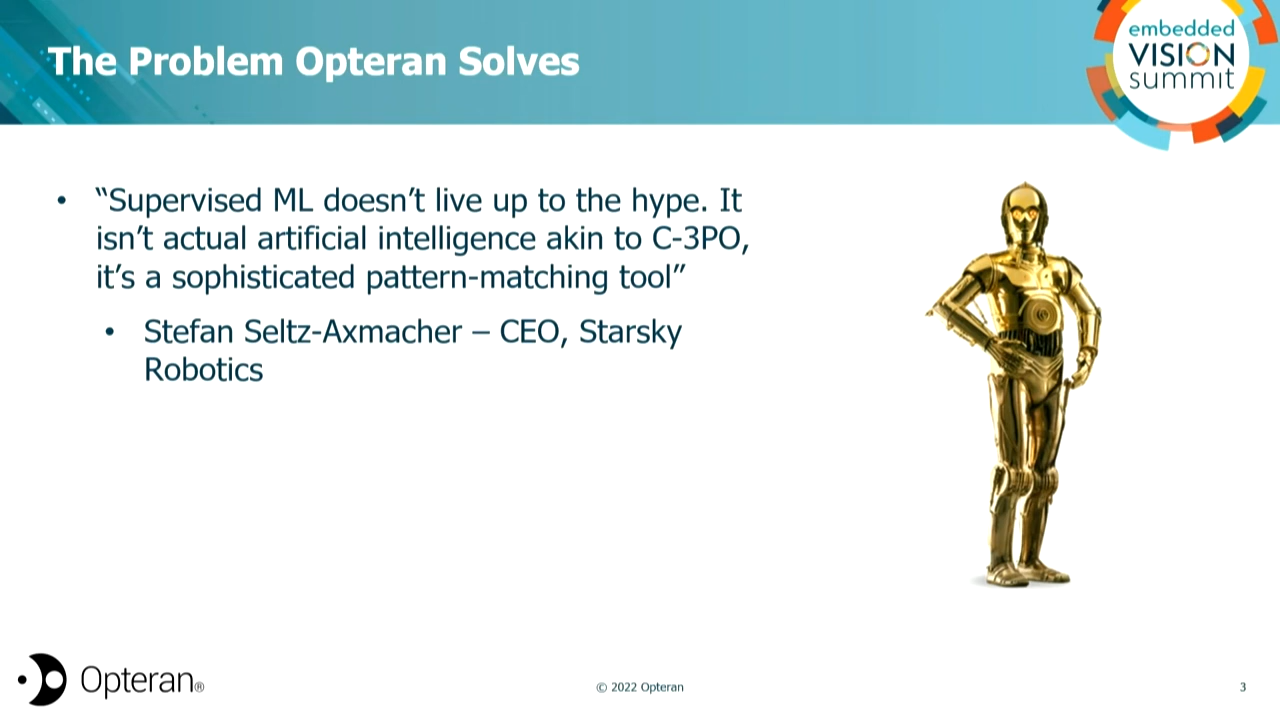 The Problem Opteran Solves
embedded
VISION
summit
• “Supervised ML doesn’t live up to the hype. It
isn’t actual artificial intelligence akin to C-3PO,
it’s a sophisticated pattern-matching tool”
• Stefan Seltz-Axmacher – CEO, Starsky
Robotics
Opteran®
© 2022 Opteran
3